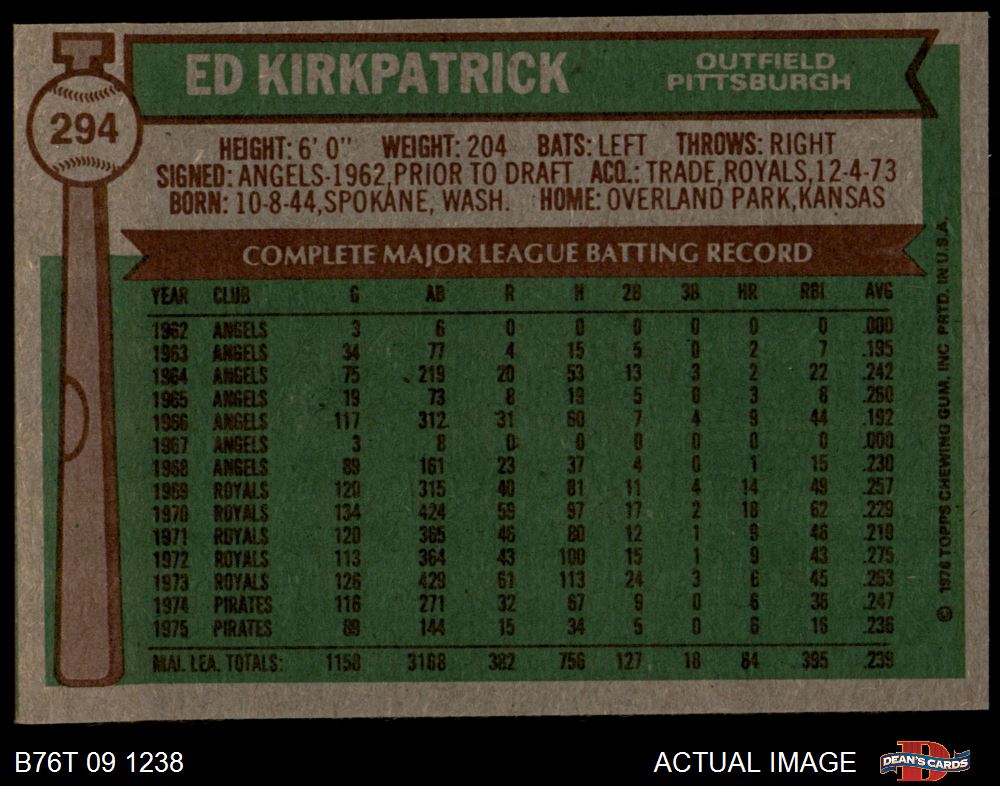 ED KIRKPATRICK OUTFIELD
PITTSBURGH
294
HEIGHT: 6' 0" WEIGHT: 204 BATS: LEFT THROWS: RIGHT
SIGNED: ANGELS-1962, PRIOR TO DRAFT ACQ.: TRADE, ROYALS, 12-4-73
BORN: 10-8-44, SPOKANE, WASH. HOME: OVERLAND PARK, KANSAS
COMPLETE MAJOR LEAGUE BATTING RECORD
YEAR CLUB G AB R H 2B 3B HR RBI AVG
1962 ANGELS 3 6 0 0 0 0 0 0 .000
1963 ANGELS 34 77 4 15 5 0 2 7 .195
1964 ANGELS 75 219 20 53 13 3 2 22 .242
1965 ANGELS 19 73 8 19 5 0 3 8 .260
1966 ANGELS 117 312 31 60 7 4 9 44 .192
1967 ANGELS 3 8 0 0 0 0 0 0 .000
1968 ANGELS 89 161 23 37 4 0 1 15 .230
1969 ROYALS 120 315 40 81 11 4 14 49 .257
1970 ROYALS 134 424 59 97 17 2 18 62 .229
1971 ROYALS 120 365 46 80 12 1 9 46 .219
1972 ROYALS 113 364 43 100 15 1 9 43 .275
1973 ROYALS 126 429 61 113 24 3 6 45 .263
1974 PIRATES 116 271 32 67 9 0 6 38 .247
1975 PIRATES 89 144 15 34 5 0 5 16 .236
MAJ. LEA. TOTALS: 1158 3168 382 756 127 18 84 395 .239
© 1976 TOPPS CHEWING GUM, INC PRTD. IN U.S.A.
B76T 09 1238 ACTUAL IMAGE DEAN'S CARDS